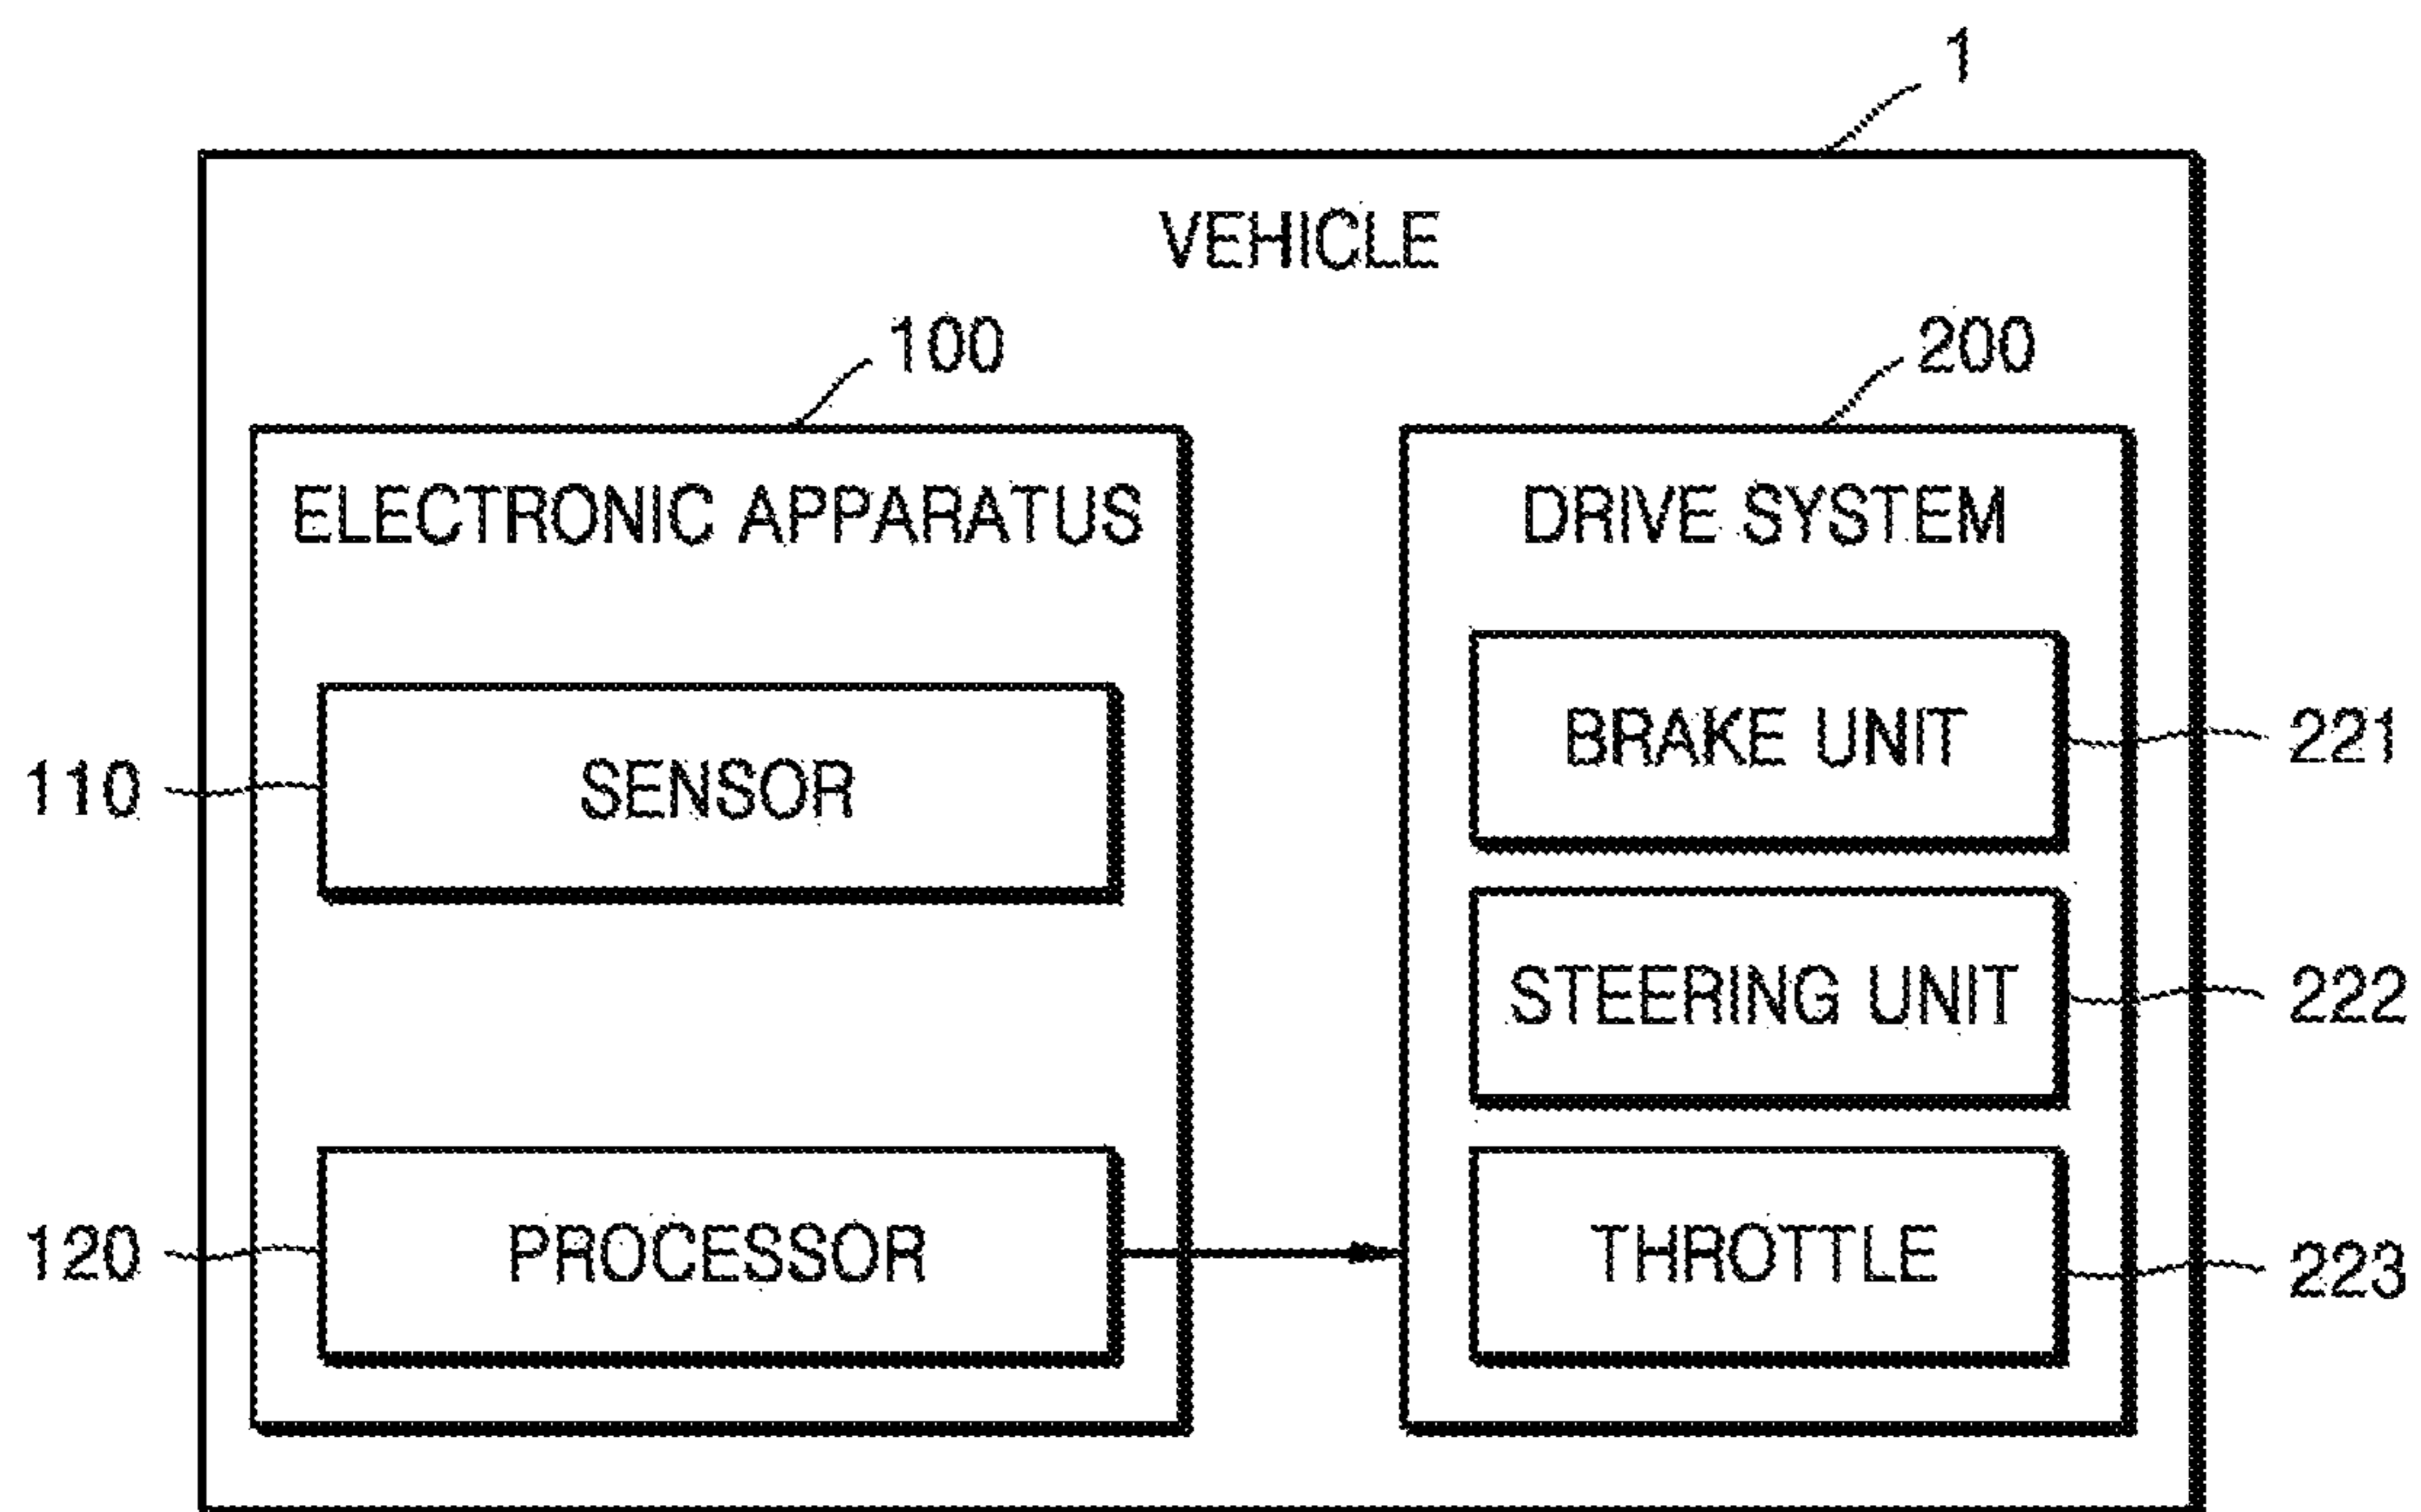 1
VEHICLE
100
200
ELECTRONIC APPARATUS
DRIVE SYSTEM
BRAKE UNIT
221
110
SENSOR
STEERING UNIT
222
120
PROCESSOR
THROTTLE
223